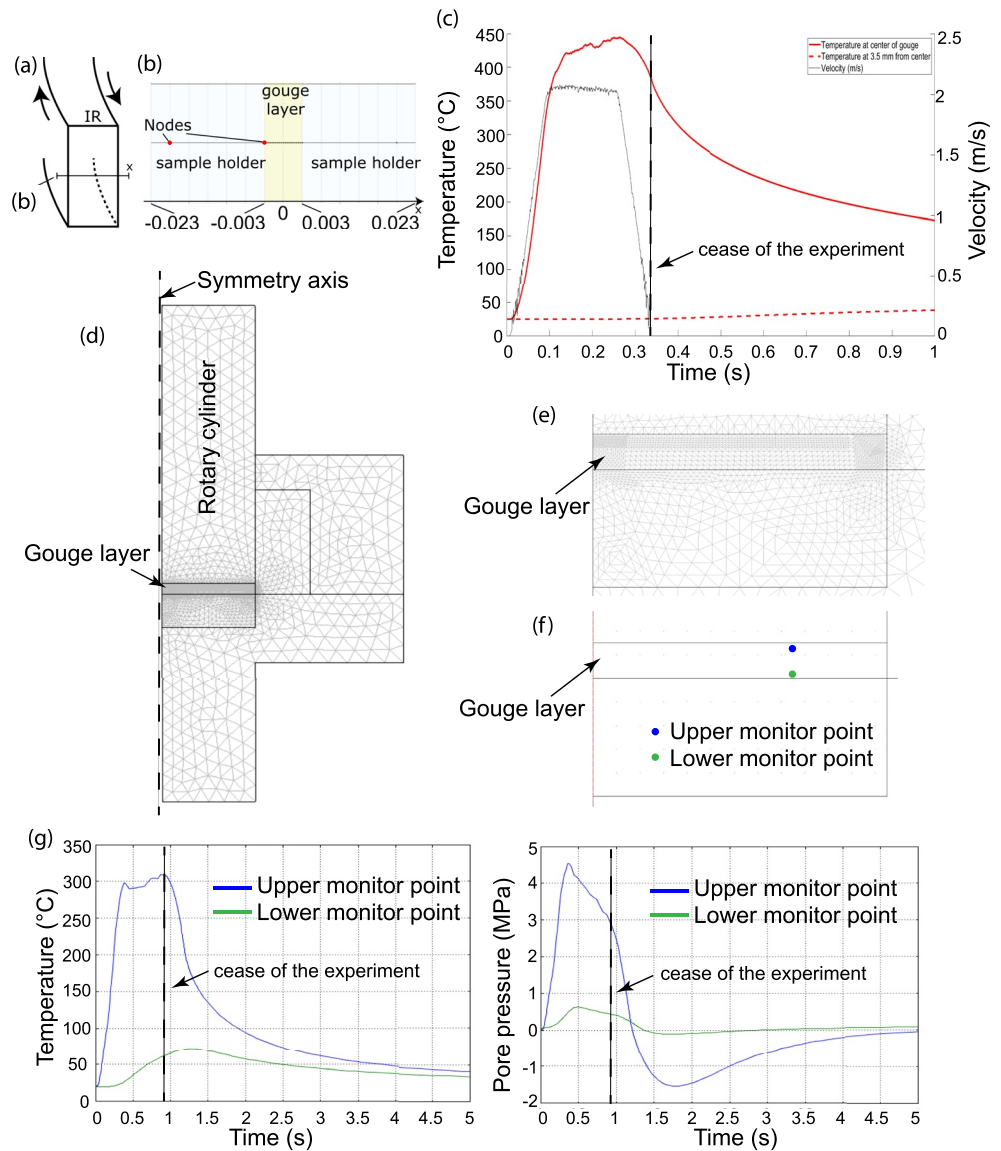 (a)
IR
x
(b)
(b)
gouge
layer
Nodes
sample holder
sample holder
-0.023
-0.003
0
0.003
0.023
x
(c)
450
400
350
300
250
200
150
100
50
0
Temperature (°C)
2.5
2
1.5
1
0.5
0
Velocity (m/s)
Temperature at center of gouge
Temperature at 3.5 mm from center
Velocity (m/s)
cease of the experiment
0
0.1
0.2
0.3
0.4
0.5
0.6
0.7
0.8
0.9
1
Time (s)
(d)
Symmetry axis
Rotary cylinder
Gouge layer
(e)
Gouge layer
(f)
Gouge layer
Upper monitor point
Lower monitor point
(g)
350
300
250
200
150
100
50
0
Temperature (°C)
Upper monitor point
Lower monitor point
cease of the experiment
0
0.5
1
1.5
2
2.5
3
3.5
4
4.5
5
Time (s)
5
4
3
2
1
0
-1
-2
Pore pressure (MPa)
Upper monitor point
Lower monitor point
cease of the experiment
0
0.5
1
1.5
2
2.5
3
3.5
4
4.5
5
Time (s)